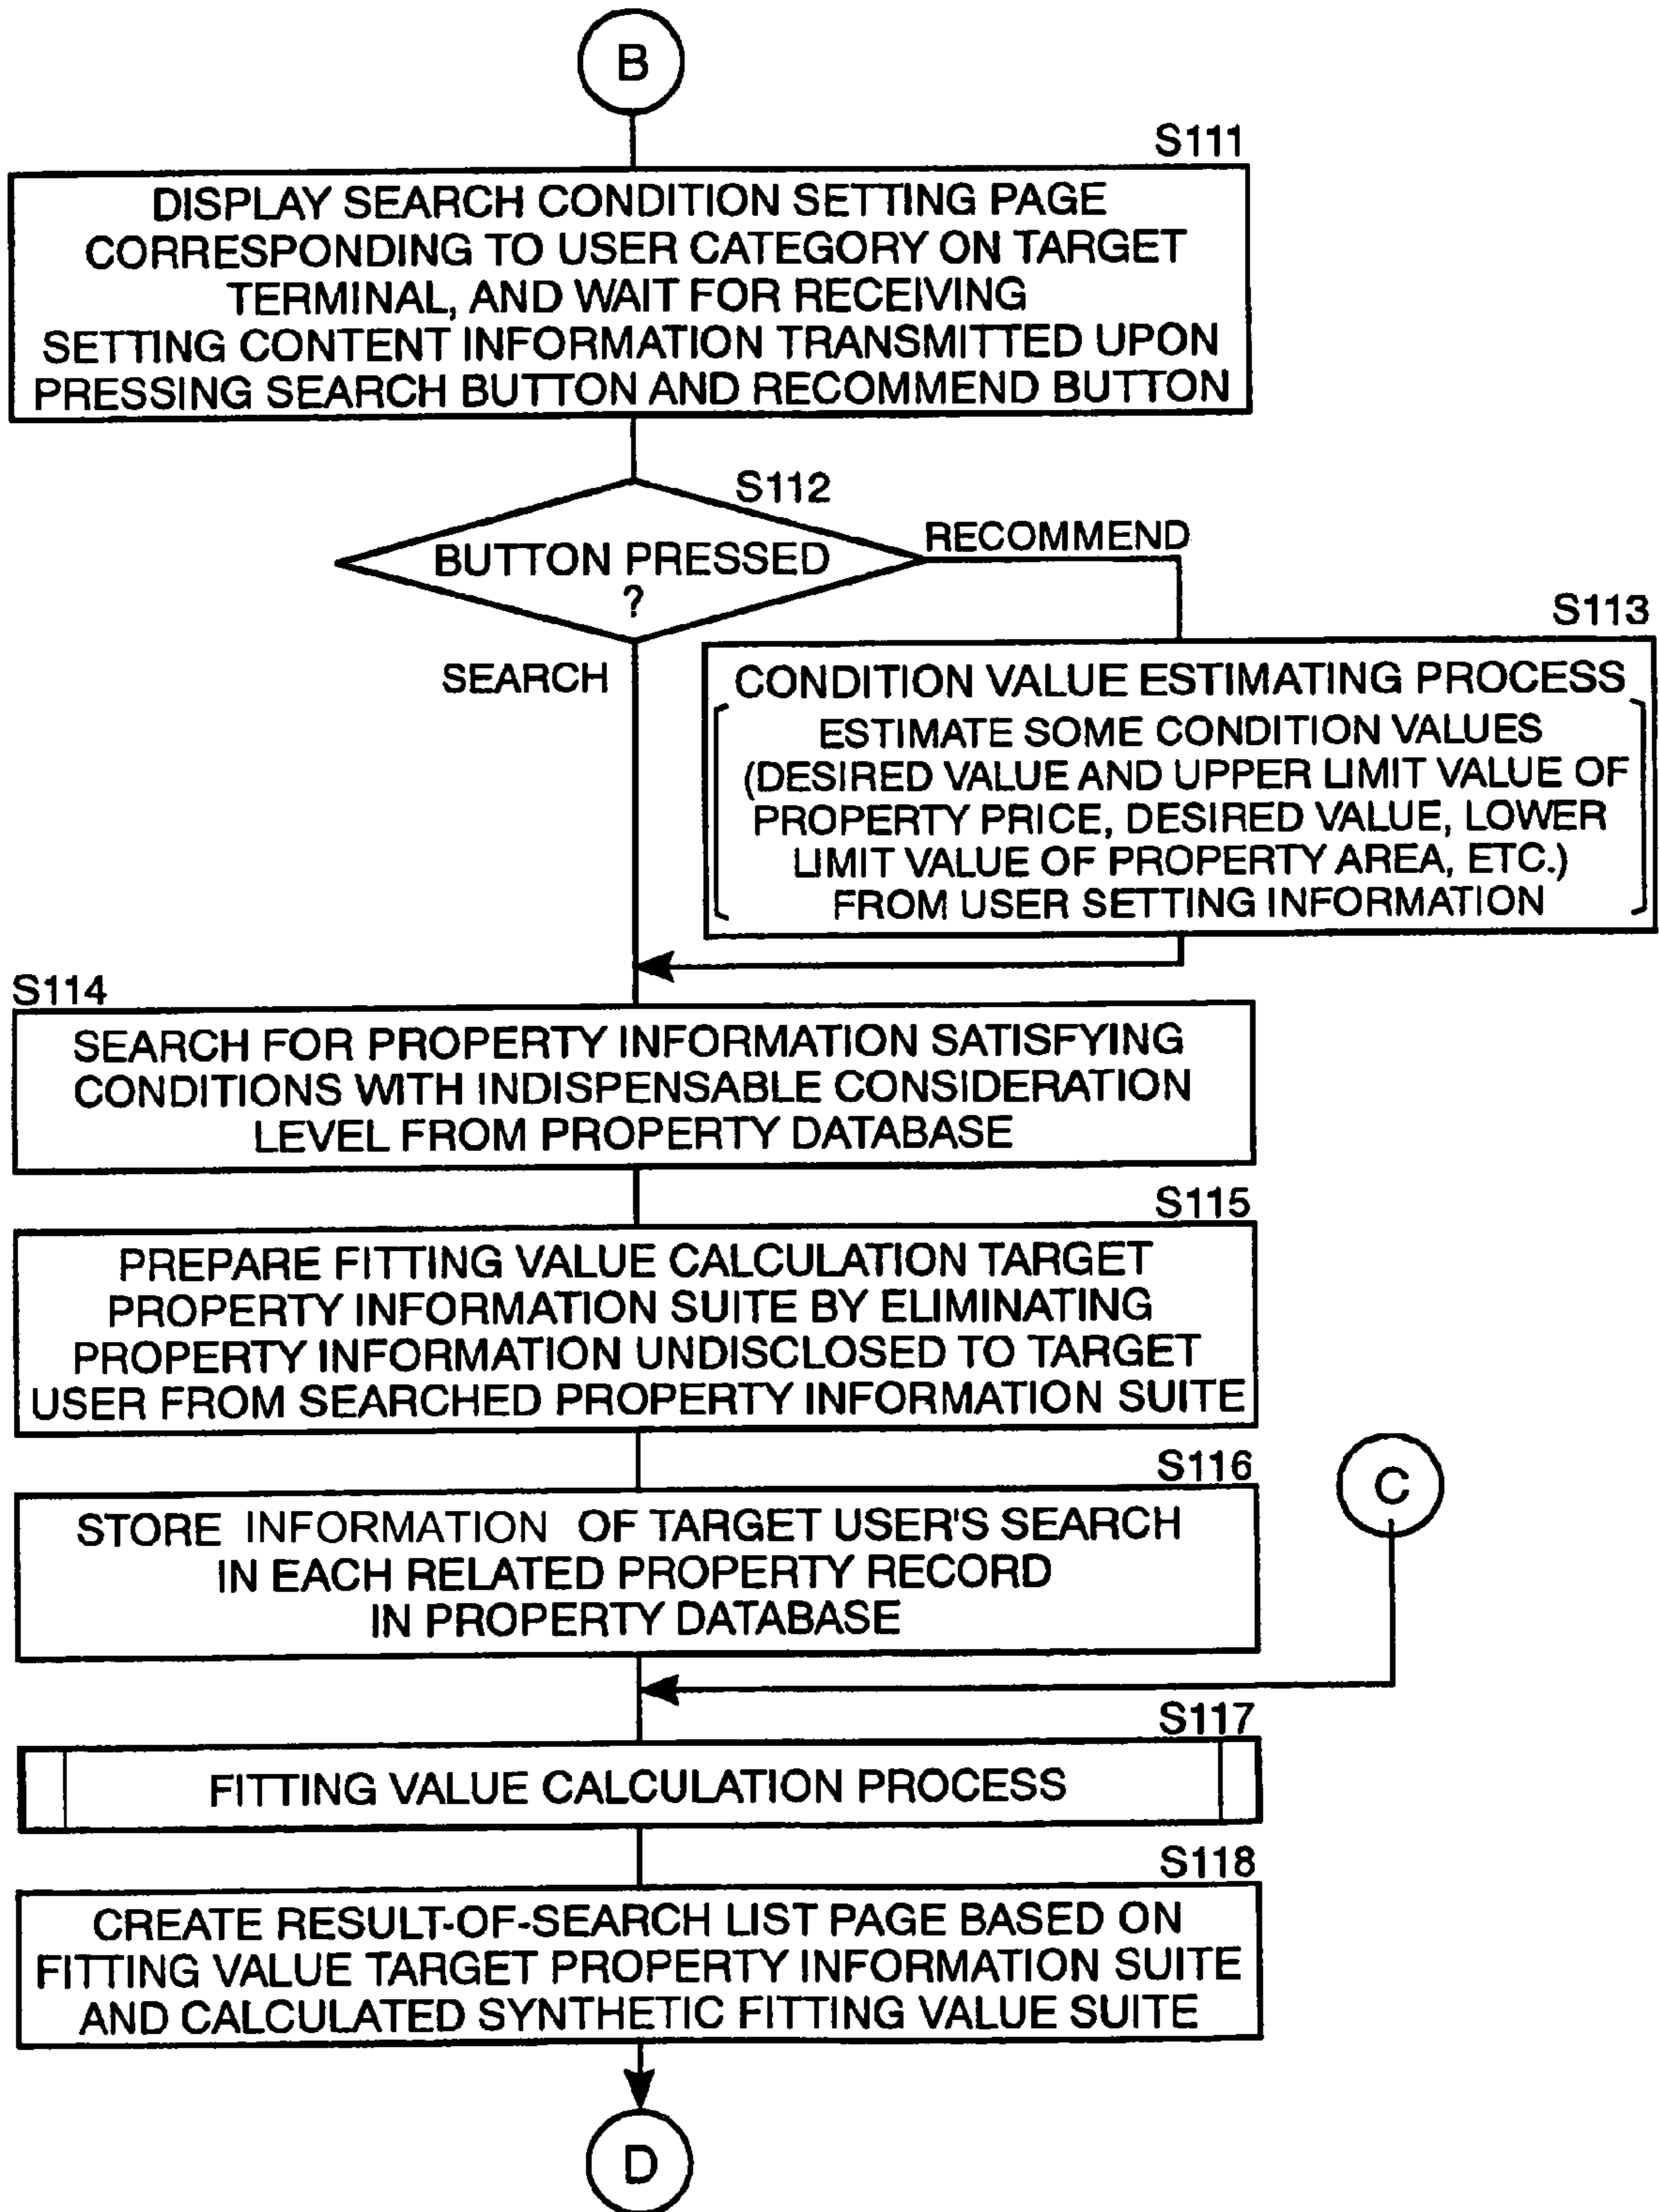 B
S111
DISPLAY SEARCH CONDITION SETTING PAGE
CORRESPONDING TO USER CATEGORY ON TARGET
TERMINAL, AND WAIT FOR RECEIVING
SETTING CONTENT INFORMATION TRANSMITTED UPON
PRESSING SEARCH BUTTON AND RECOMMEND BUTTON
S112
BUTTON PRESSED
?
RECOMMEND
SEARCH
S113
CONDITION VALUE ESTIMATING PROCESS
ESTIMATE SOME CONDITION VALUES
(DESIRED VALUE AND UPPER LIMIT VALUE OF
PROPERTY PRICE, DESIRED VALUE, LOWER
LIMIT VALUE OF PROPERTY AREA, ETC.)
FROM USER SETTING INFORMATION
S114
SEARCH FOR PROPERTY INFORMATION SATISFYING
CONDITIONS WITH INDISPENSABLE CONSIDERATION
LEVEL FROM PROPERTY DATABASE
S115
PREPARE FITTING VALUE CALCULATION TARGET
PROPERTY INFORMATION SUITE BY ELIMINATING
PROPERTY INFORMATION UNDISCLOSED TO TARGET
USER FROM SEARCHED PROPERTY INFORMATION SUITE
S116
STORE INFORMATION OF TARGET USER'S SEARCH
IN EACH RELATED PROPERTY RECORD
IN PROPERTY DATABASE
C
S117
FITTING VALUE CALCULATION PROCESS
S118
CREATE RESULT-OF-SEARCH LIST PAGE BASED ON
FITTING VALUE TARGET PROPERTY INFORMATION SUITE
AND CALCULATED SYNTHETIC FITTING VALUE SUITE
D